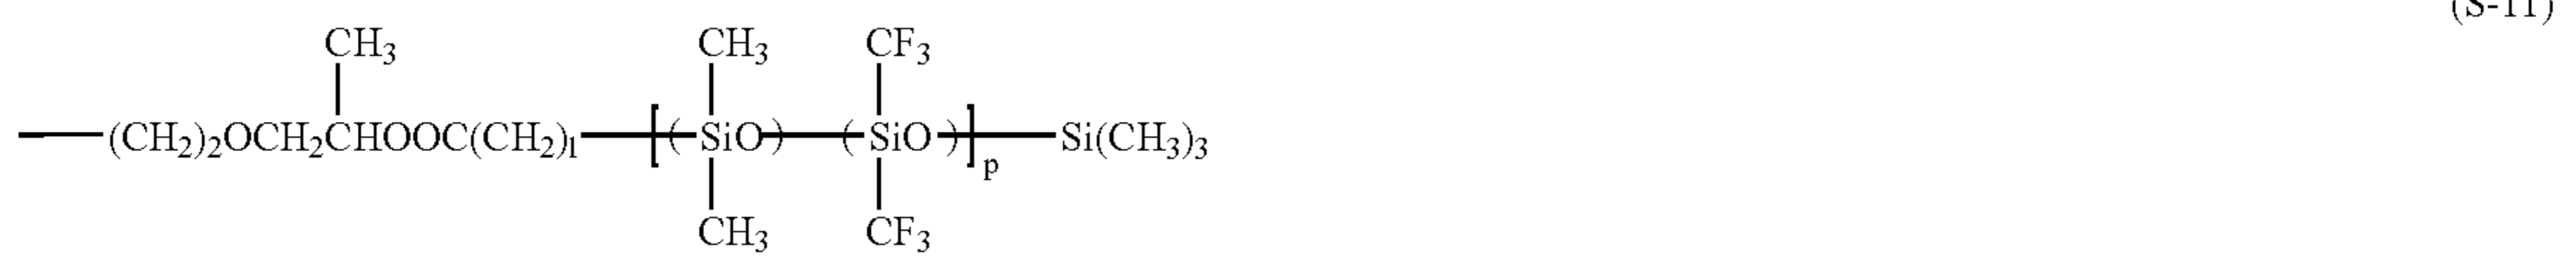 (S-11)
CH3 CH3 CF3
(CH2)2OCH2CHOOC(CH2)l [( SiO) ( SiO )]p Si(CH3)3
CH3 CF3